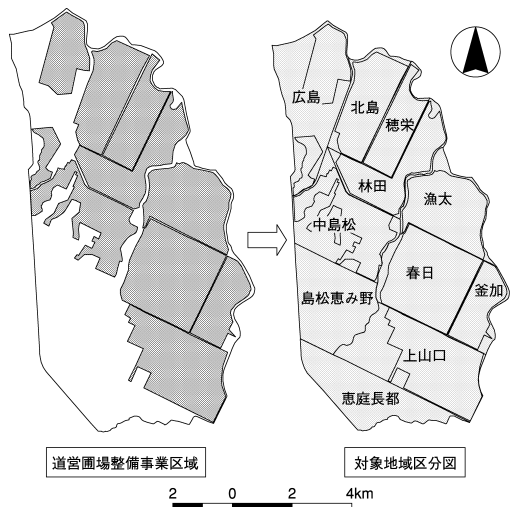 広島
北島
穂栄
林田
漁太
中島松
春日
釜加
島松恵み野
上山口
恵庭長都
道営圃場整備事業区域
対象地域区分図
2 0 2 4km